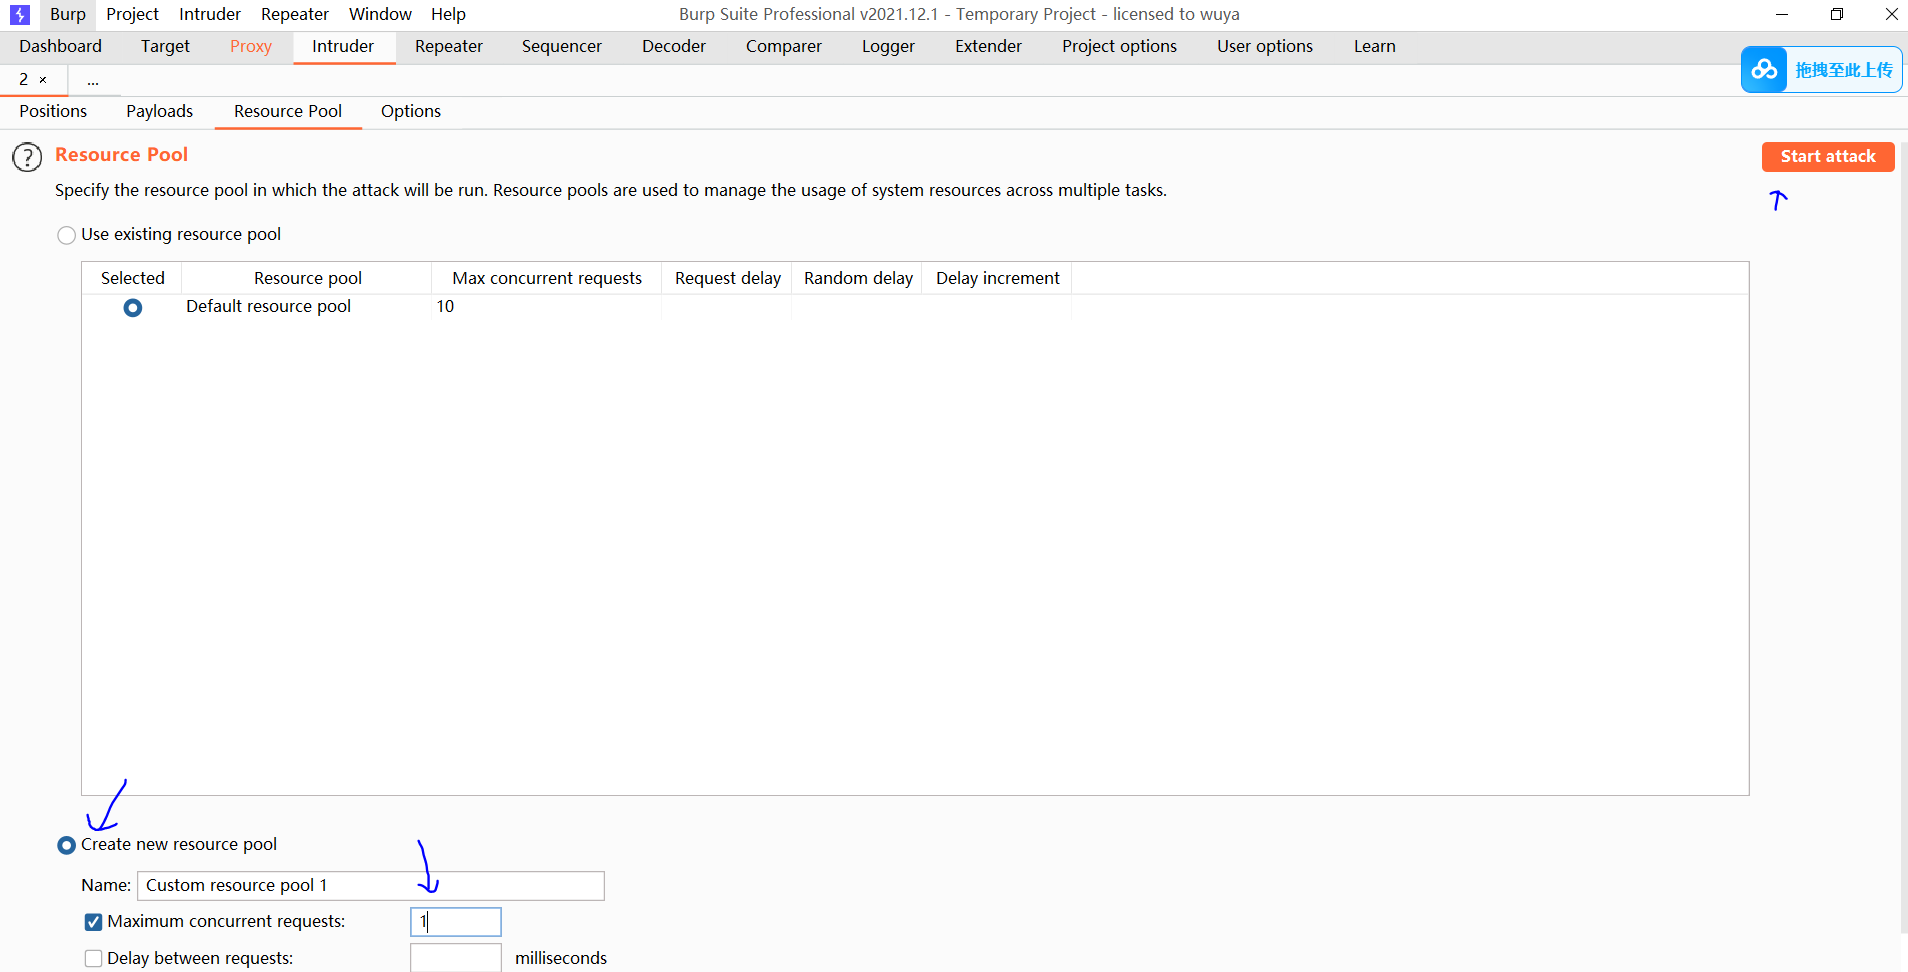 Burp Project Intruder Repeater Window Help Burp Suite Professional v2021.12.1 - Temporary Project - licensed to wuya
Dashboard Target Proxy Intruder Repeater Sequencer Decoder Comparer Logger Extender Project options User options Learn
拖拽至此上传
2 × ...
Positions Payloads Resource Pool Options
? Resource Pool
Start attack
Specify the resource pool in which the attack will be run. Resource pools are used to manage the usage of system resources across multiple tasks.
Use existing resource pool
Selected Resource pool Max concurrent requests Request delay Random delay Delay increment
Default resource pool 10
Create new resource pool
Name: Custom resource pool 1
Maximum concurrent requests: 1
Delay between requests: milliseconds